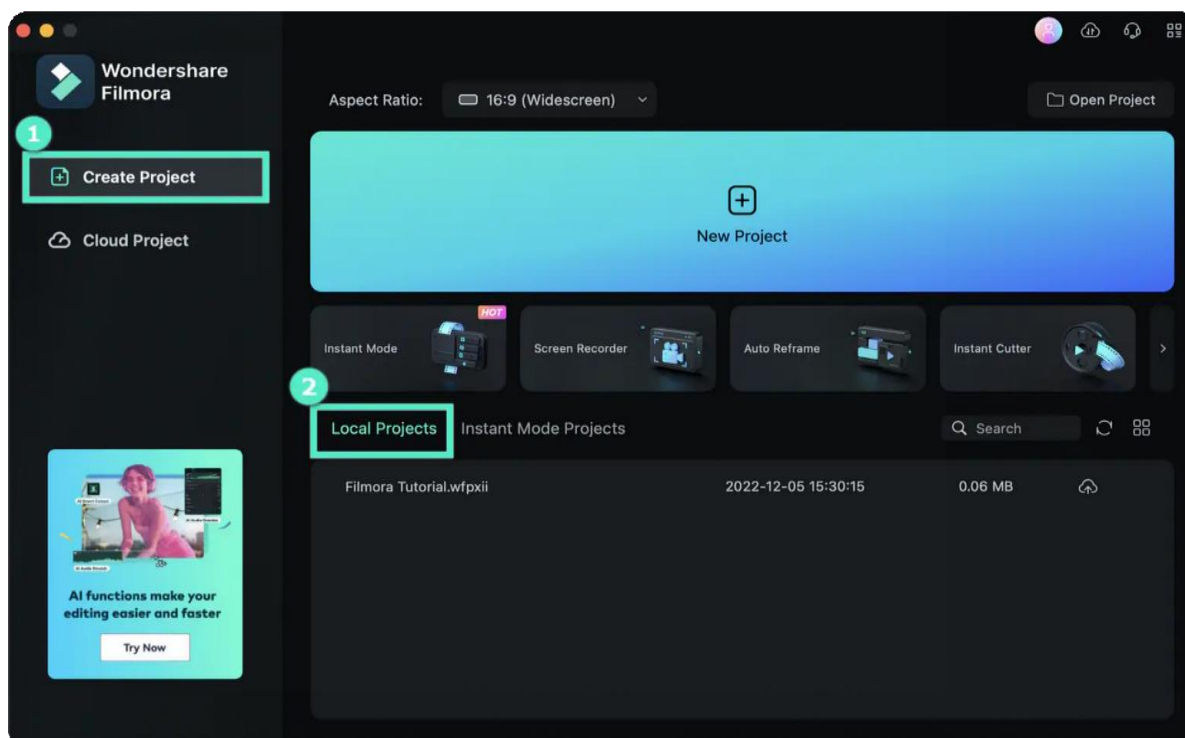 Wondershare
Filmora
Aspect Ratio: 16:9 (Widescreen)
Open Project
1
Create Project
Cloud Project
New Project
HOT
Instant Mode
Screen Recorder
Auto Reframe
Instant Cutter
2
Local Projects
Instant Mode Projects
Search
Filmora Tutorial.wfpxii 2022-12-05 15:30:15 0.06 MB
AI functions make your
editing easier and faster
Try Now